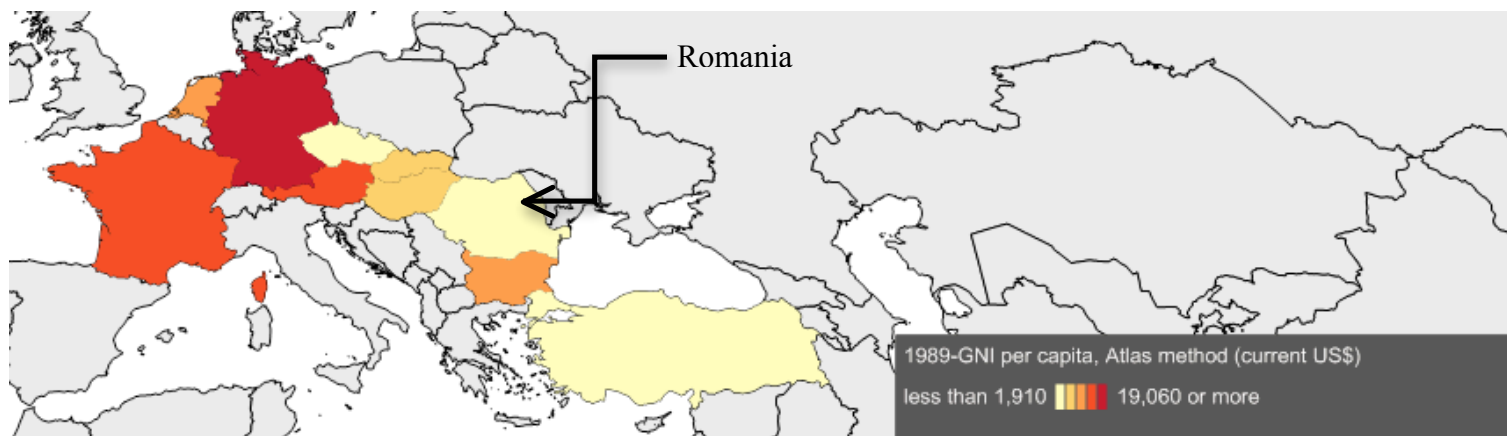 Romania
1989-GNI per capita, Atlas method (current US$)
less than 1,910 19,060 or more